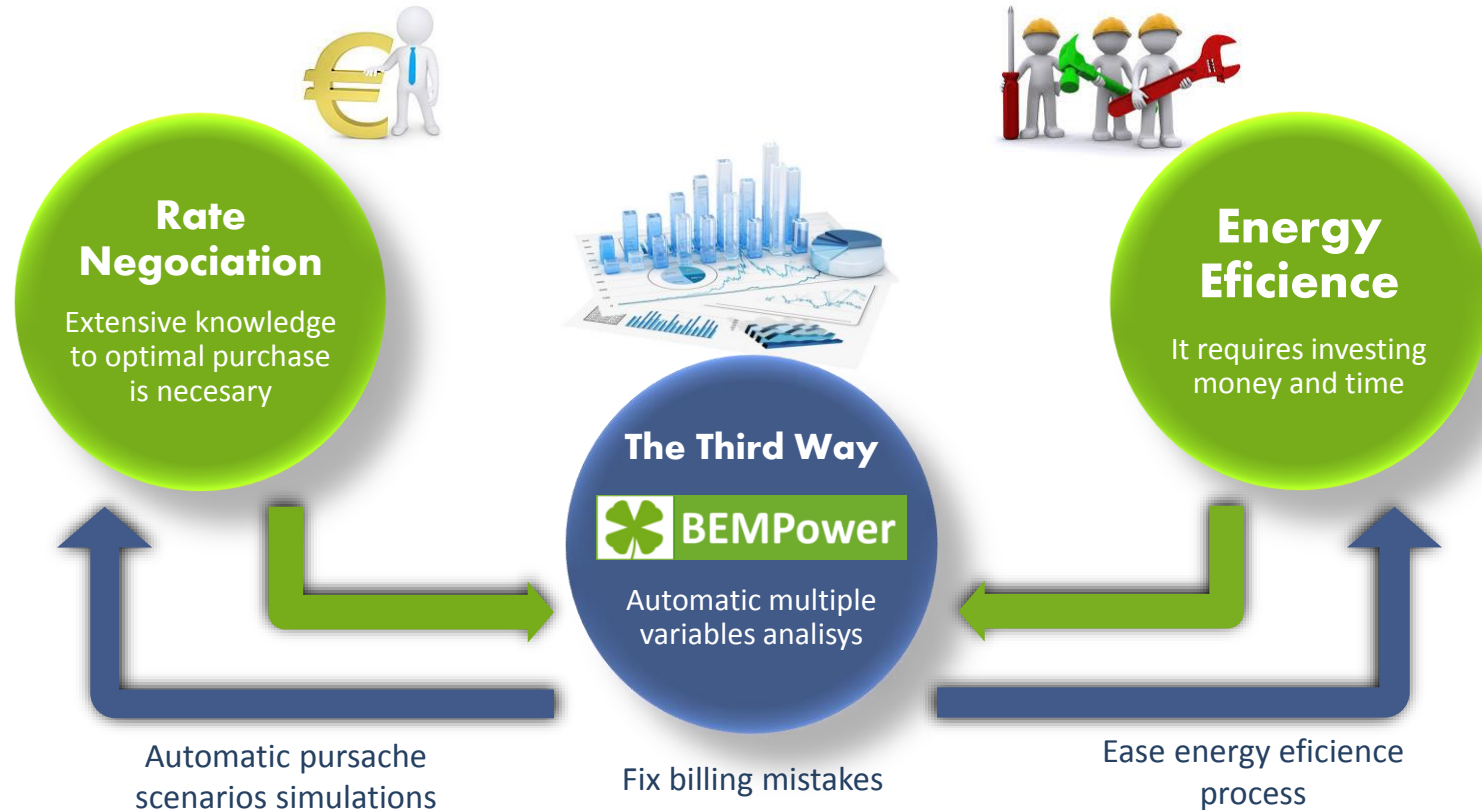 Rate
Negociation
Extensive knowledge
to optimal purchase
is necesary
Energy
Eficience
It requires investing
money and time
The Third Way
BEMPower
Automatic multiple
variables analisys
Automatic pursache
scenarios simulations
Fix billing mistakes
Ease energy eficience
process